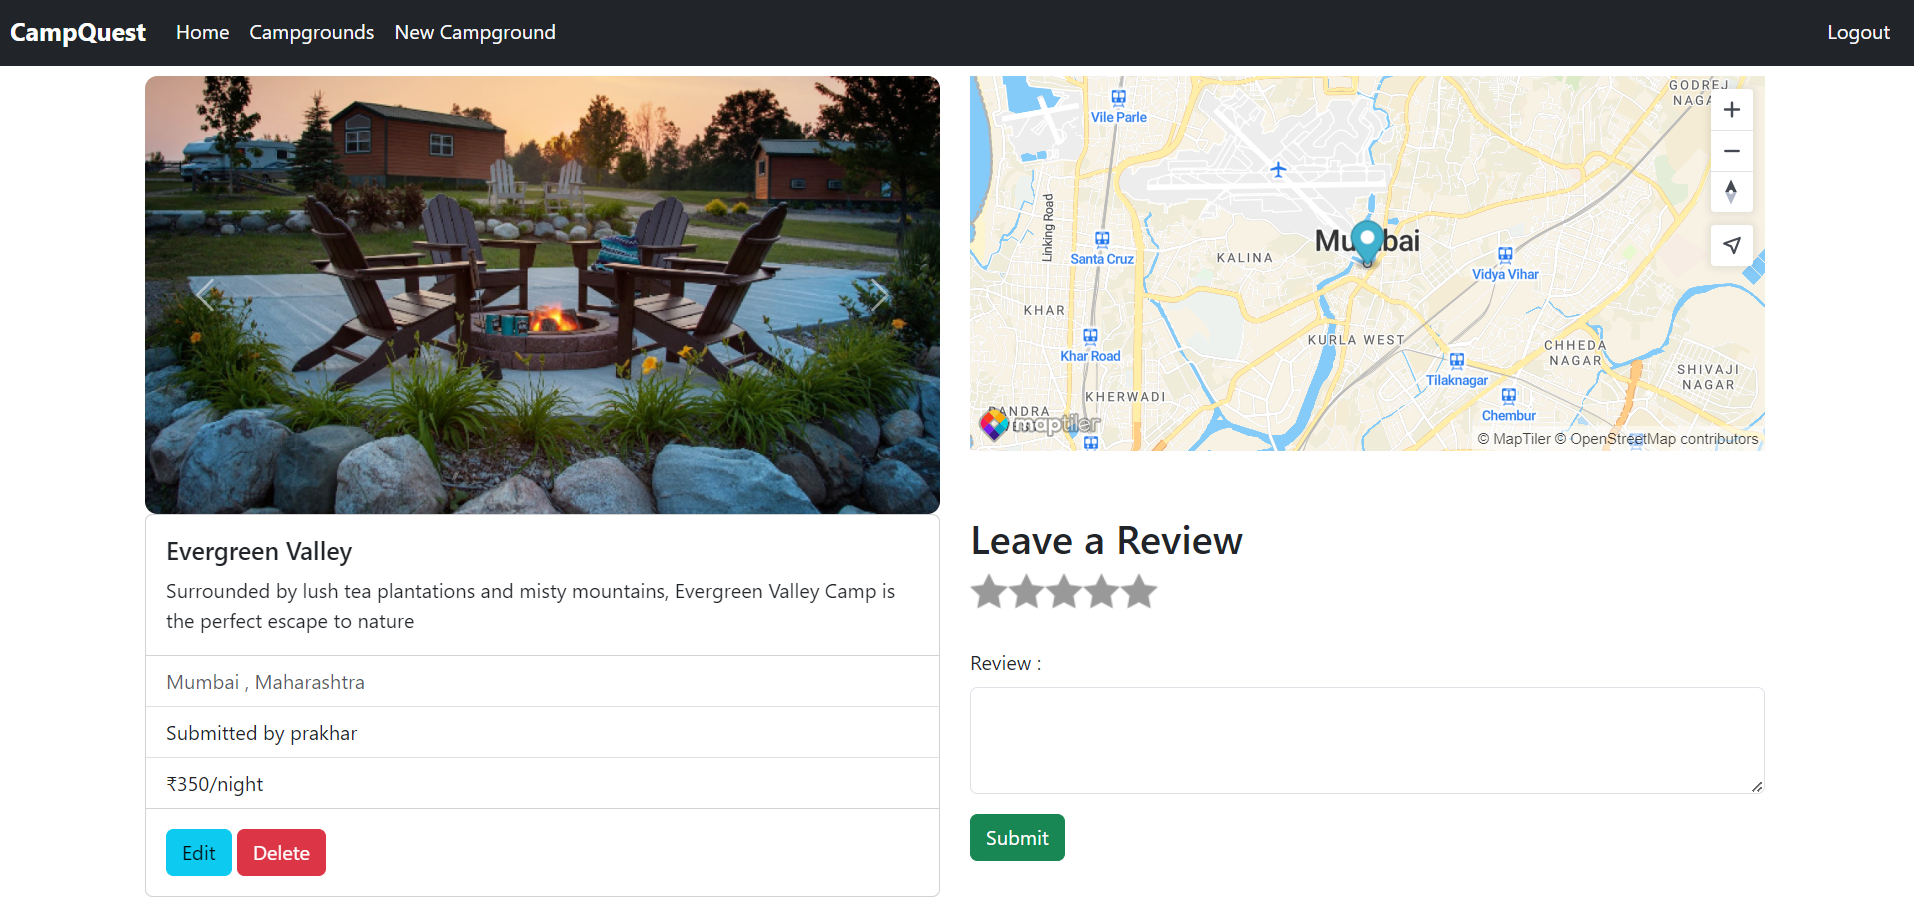 CampQuest Home Campgrounds New Campground Logout
GODREJ
NAGA
Vile Parle
Linking Road
Mumbai
Santa Cruz
KALINA
Vidya Vihar
KHAR
KURLA WEST
CHHEDA
NAGAR
Khar Road
SHIVAJI
NAGAR
Tilaknagar
KHERWADI
Chembur
maptiler
© MapTiler © OpenStreetMap contributors
Evergreen Valley
Surrounded by lush tea plantations and misty mountains, Evergreen Valley Camp is
the perfect escape to nature
Mumbai , Maharashtra
Submitted by prakhar
₹350/night
Edit Delete
Leave a Review
Review :
Submit